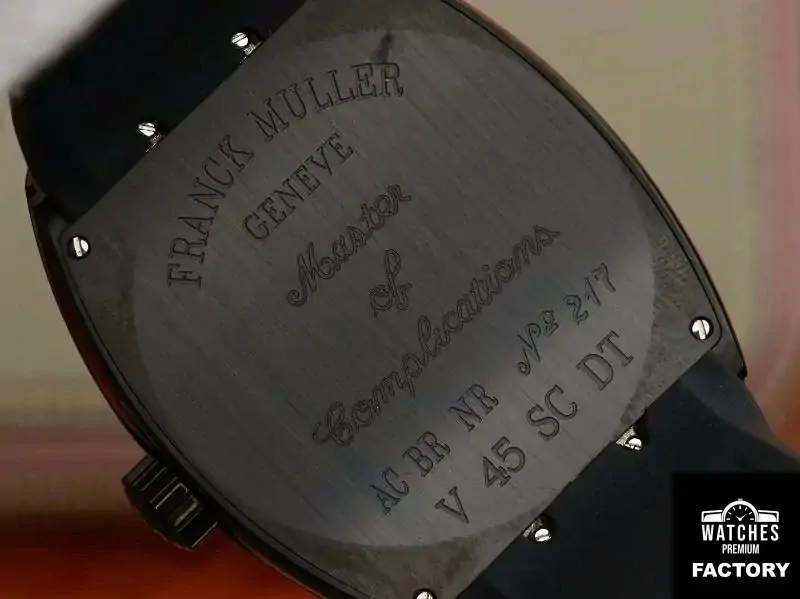 FRANCK MULLER
GENEVE
Master
of
Complications
AC BR NR Nº 217
V 45 SC DT
WATCHES
PREMIUM
FACTORY